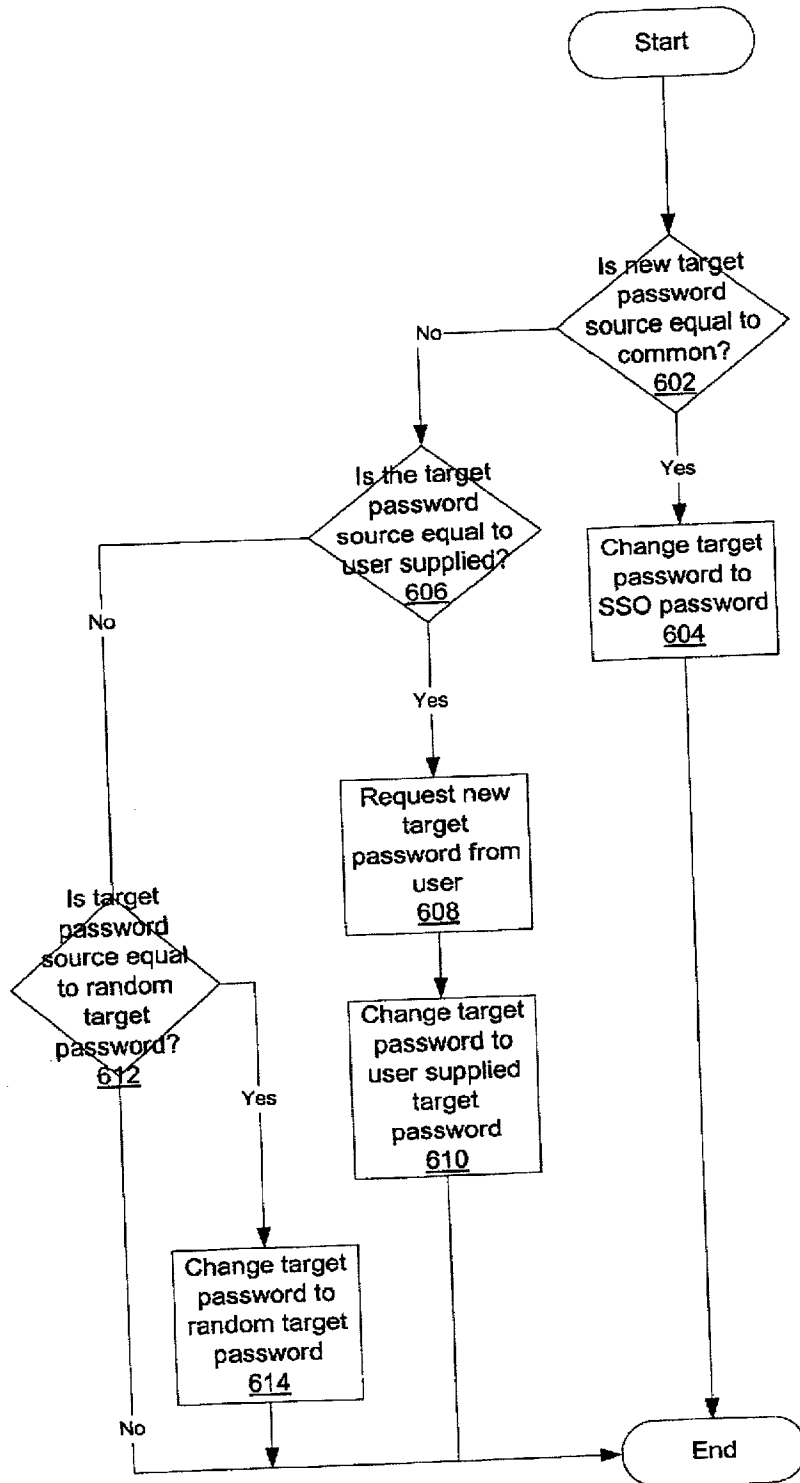 Start
Is new target
password
source equal to
common?
602
No
Yes
Is the target
password
source equal to
user supplied?
606
Change target
password to
SSO password
604
No
Yes
Request new
target
password from
user
608
Is target
password
source equal
to random
target
password?
612
Change target
password to
user supplied
target
password
610
Yes
Change target
password to
random target
password
614
No
End